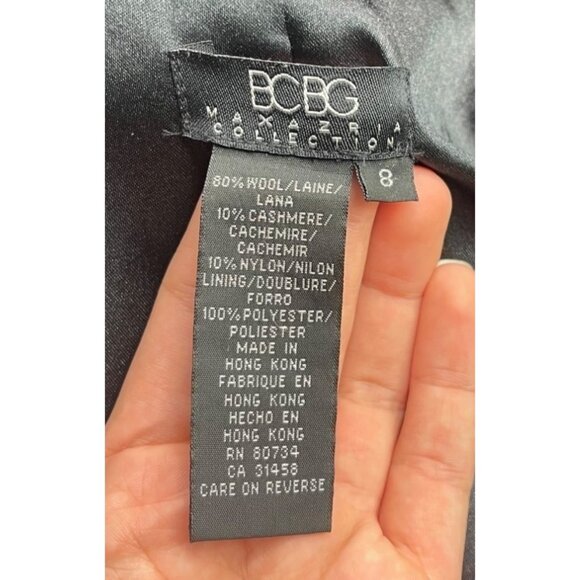 BCBG
MAXAZRIA
COLLECTION
8
80% WOOL/LAINE/
LANA
10% CASHMERE/
CACHEMIRE/
CACHEMIR
10% NYLON/NILON
LINING/DOUBLURE/
FORRO
100% POLYESTER/
POLIESTER
MADE IN
HONG KONG
FABRIQUE EN
HONG KONG
HECHO EN
HONG KONG
RN 80734
CA 31458
CARE ON REVERSE